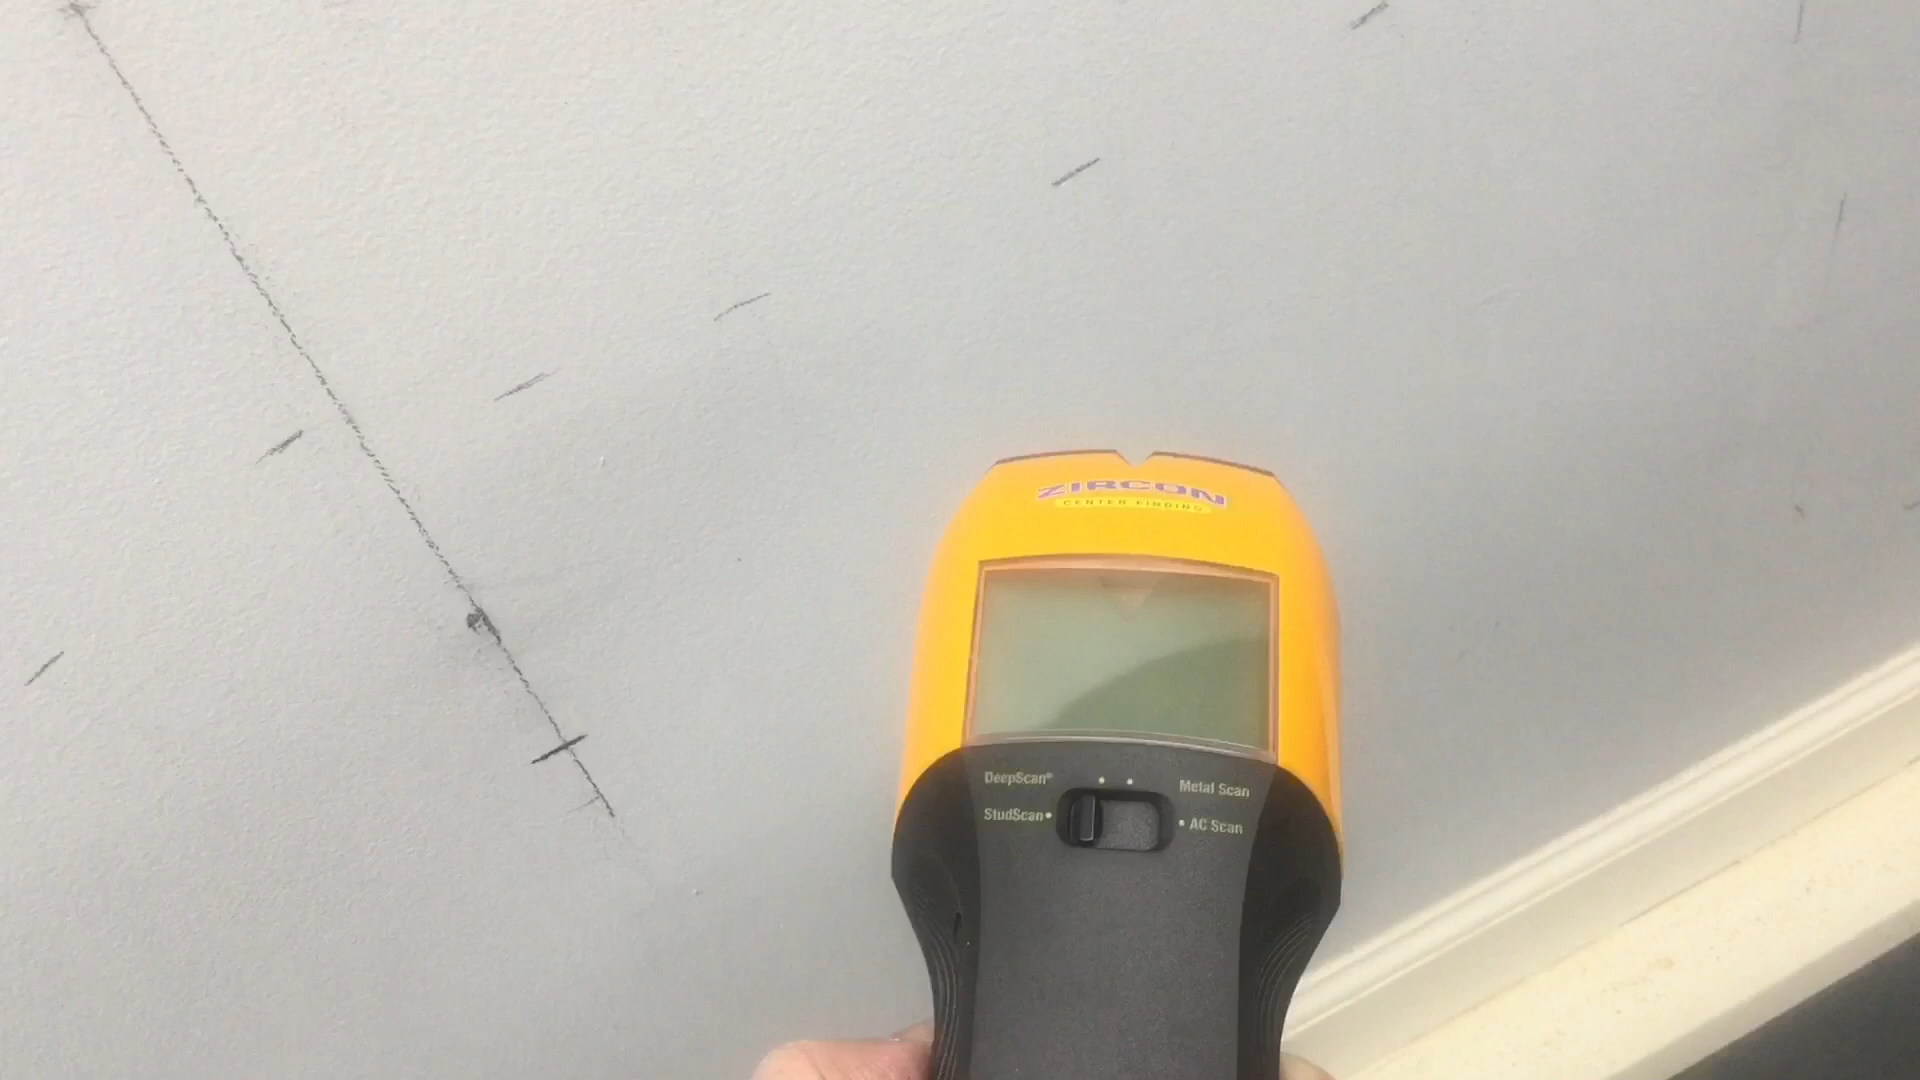 ZIRCON
CENTER FINDING
DeepScan®
Metal Scan
StudScan
AC Scan